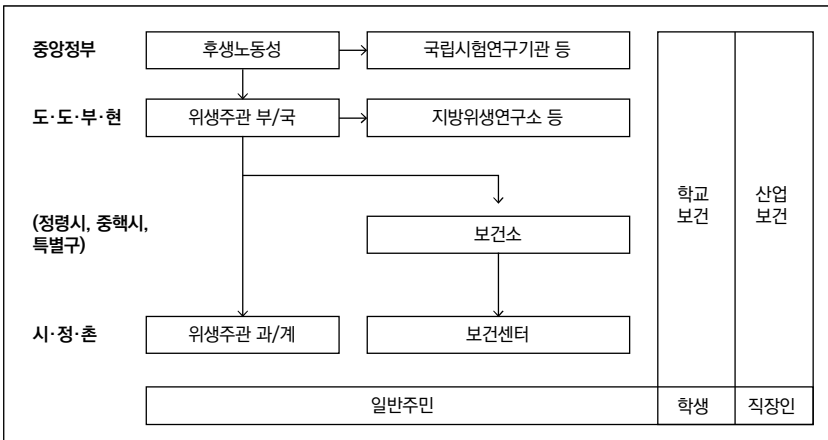 중앙정부
후생노동성
국립시험연구기관 등
도·도·부·현
위생주관 부/국
지방위생연구소 등
학교
보건
산업
보건
(정령시, 중핵시,
특별구)
보건소
시·정·촌
위생주관 과/계
보건센터
일반주민
학생
직장인